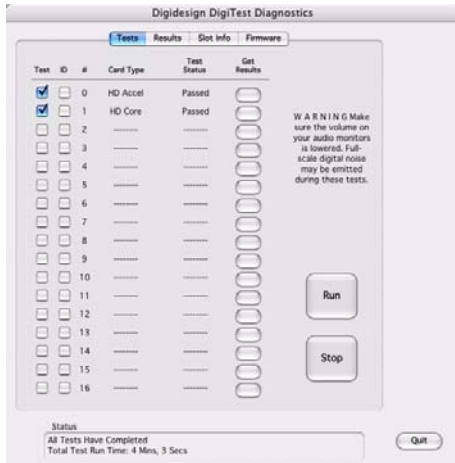 Digidesign DigiTest Diagnostics
Tests Results Slot Info Firmware
Test ID # Card Type Test Status Get Results
0 HD Accel Passed
1 HD Core Passed
2 -------- --------
3 -------- --------
4 -------- --------
5 -------- --------
6 -------- --------
7 -------- --------
8 -------- --------
9 -------- --------
10 -------- --------
11 -------- --------
12 -------- --------
13 -------- --------
14 -------- --------
15 -------- --------
16 -------- --------
W A R N I N G Make
sure the volume on
your audio monitors
is lowered. Full-
scale digital noise
may be emitted
during these tests.
Run
Stop
Status
All Tests Have Completed
Total Test Run Time: 4 Mins, 3 Secs
Quit